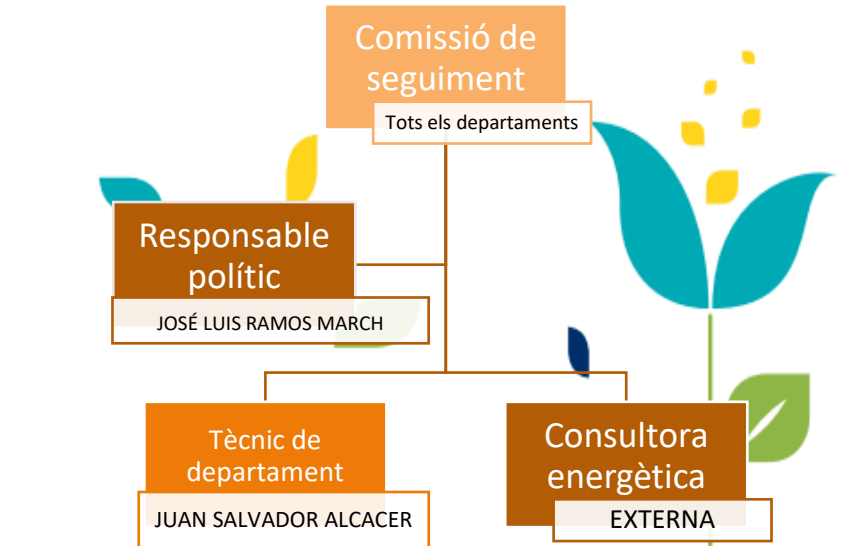 Comissió de
seguiment
Tots els departaments
Responsable
polític
JOSÉ LUIS RAMOS MARCH
Tècnic de
departament
JUAN SALVADOR ALCACER
Consultora
energètica
EXTERNA